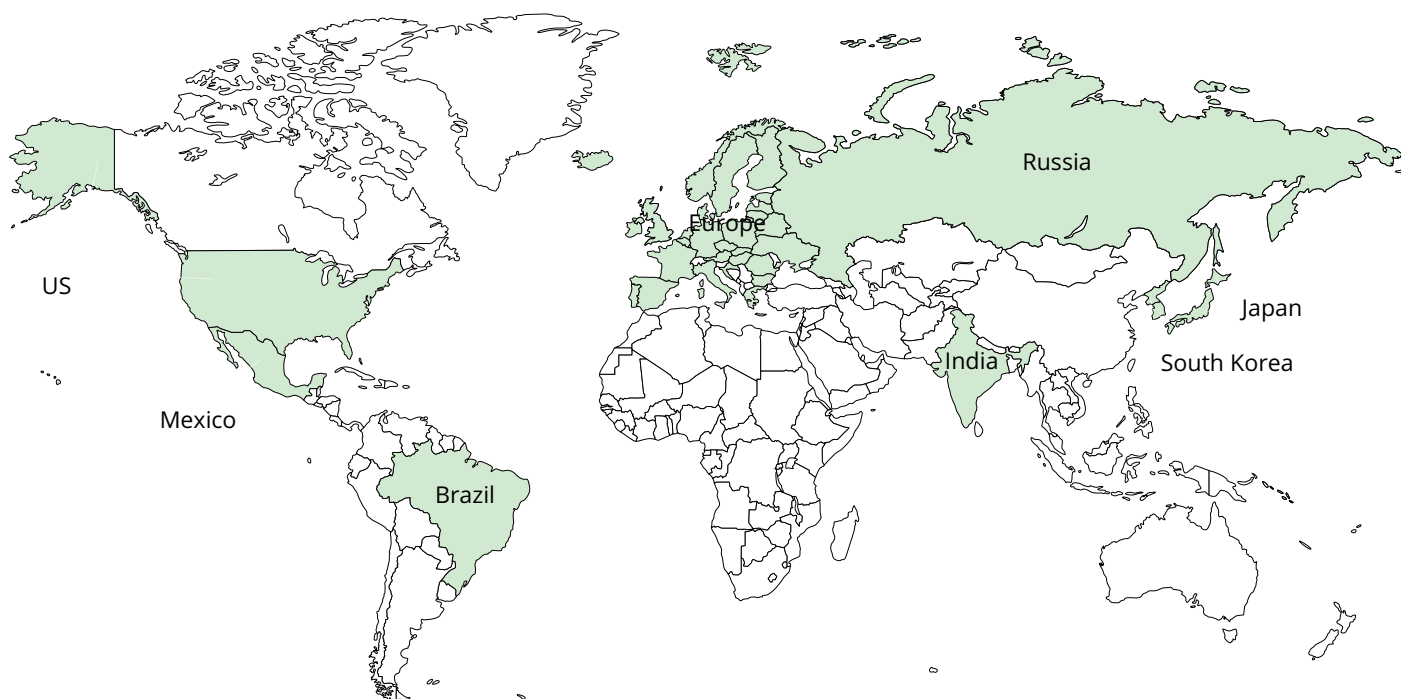 Russia
Europe
US
Japan
India
South Korea
Mexico
Brazil